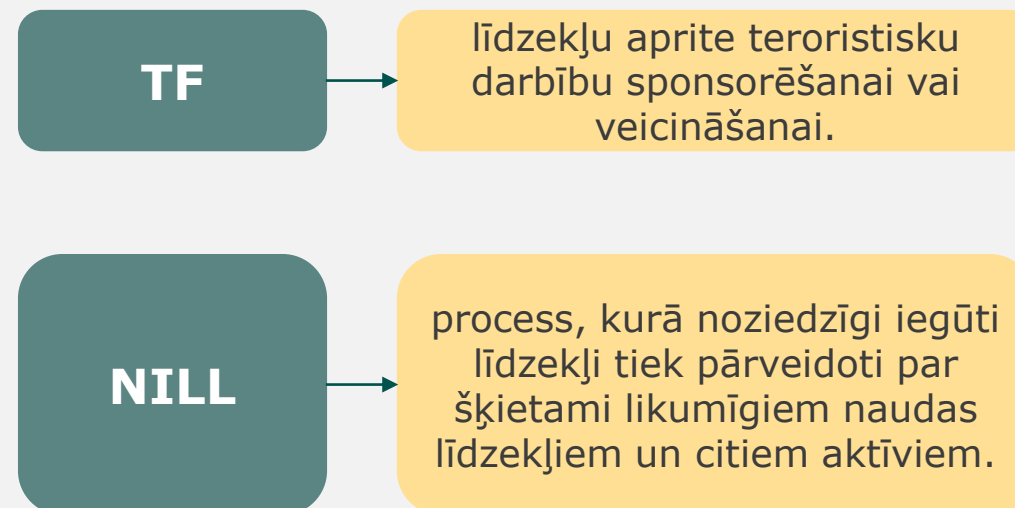 TF
līdzekļu aprite teroristisku
darbību sponsorēšanai vai
veicināšanai.
NILL
process, kurā noziedzīgi iegūti
līdzekļi tiek pārveidoti par
šķietami likumīgiem naudas
līdzekļiem un citiem aktīviem.